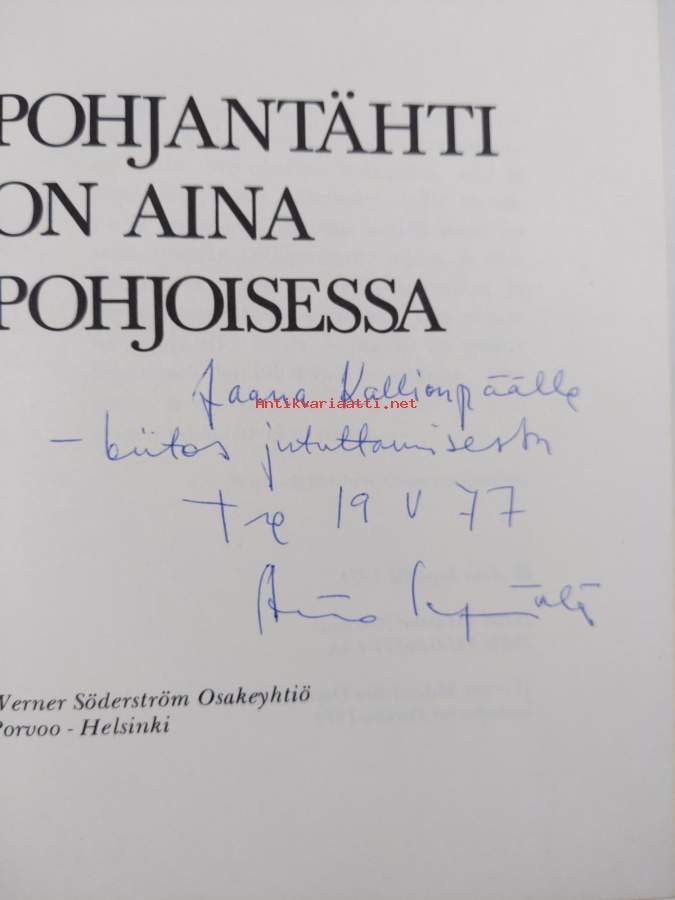 POHJANTÄHTI
ON AINA
POHJOISESSA
Jaana Kallionpäälle
Antikvariaatti.net
– kiitos jututtamisesta
Tre 19 V 77
Werner Söderström Osakeyhtiö
Porvoo - Helsinki